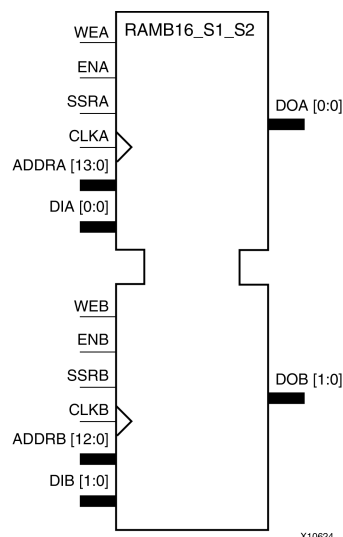 RAMB16_S1_S2
WEA
ENA
SSRA
CLKA
ADDRA [13:0]
DIA [0:0]
DOA [0:0]
WEB
ENB
SSRB
CLKB
ADDRB [12:0]
DIB [1:0]
DOB [1:0]
X10624